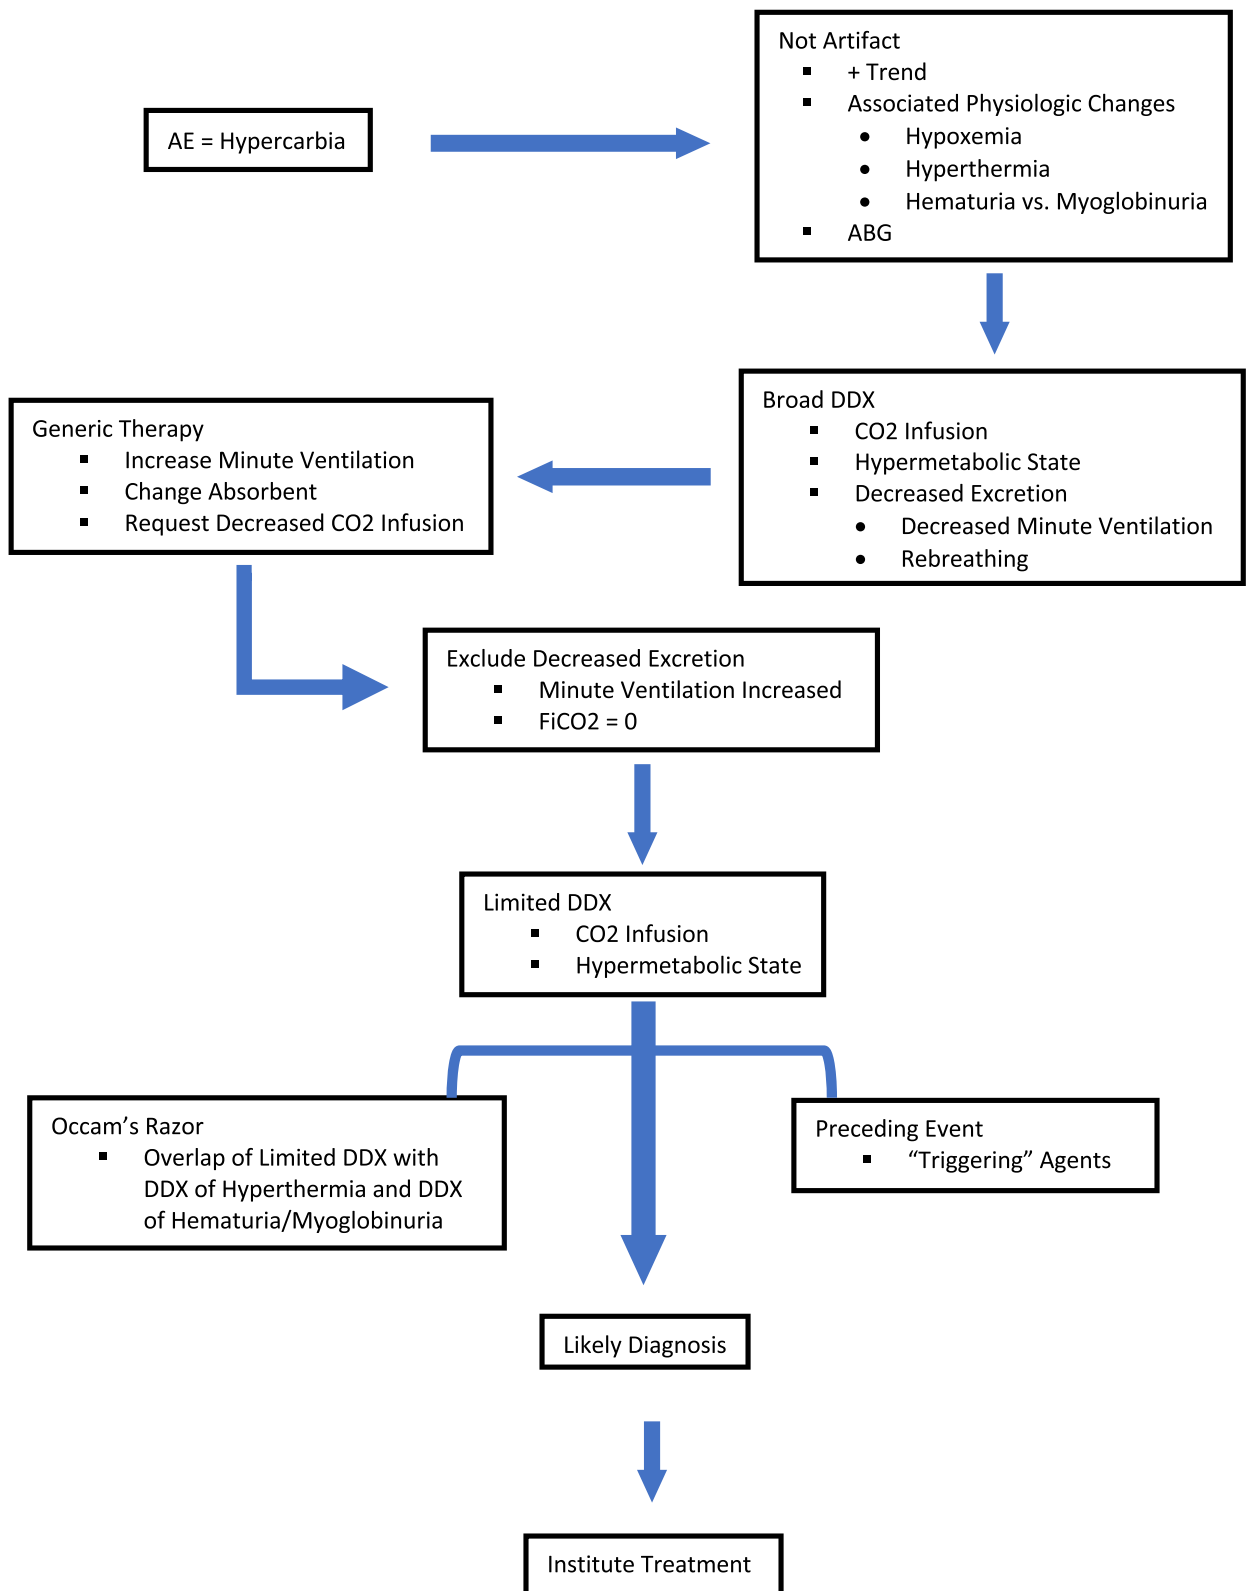 AE = Hypercarbia
Not Artifact
▪ + Trend
▪ Associated Physiologic Changes
• Hypoxemia
• Hyperthermia
• Hematuria vs. Myoglobinuria
▪ ABG
Broad DDX
▪ CO2 Infusion
▪ Hypermetabolic State
▪ Decreased Excretion
• Decreased Minute Ventilation
• Rebreathing
Generic Therapy
▪ Increase Minute Ventilation
▪ Change Absorbent
▪ Request Decreased CO2 Infusion
Exclude Decreased Excretion
▪ Minute Ventilation Increased
▪ FiCO2 = 0
Limited DDX
▪ CO2 Infusion
▪ Hypermetabolic State
Occam’s Razor
▪ Overlap of Limited DDX with
DDX of Hyperthermia and DDX
of Hematuria/Myoglobinuria
Preceding Event
▪ “Triggering” Agents
Likely Diagnosis
Institute Treatment